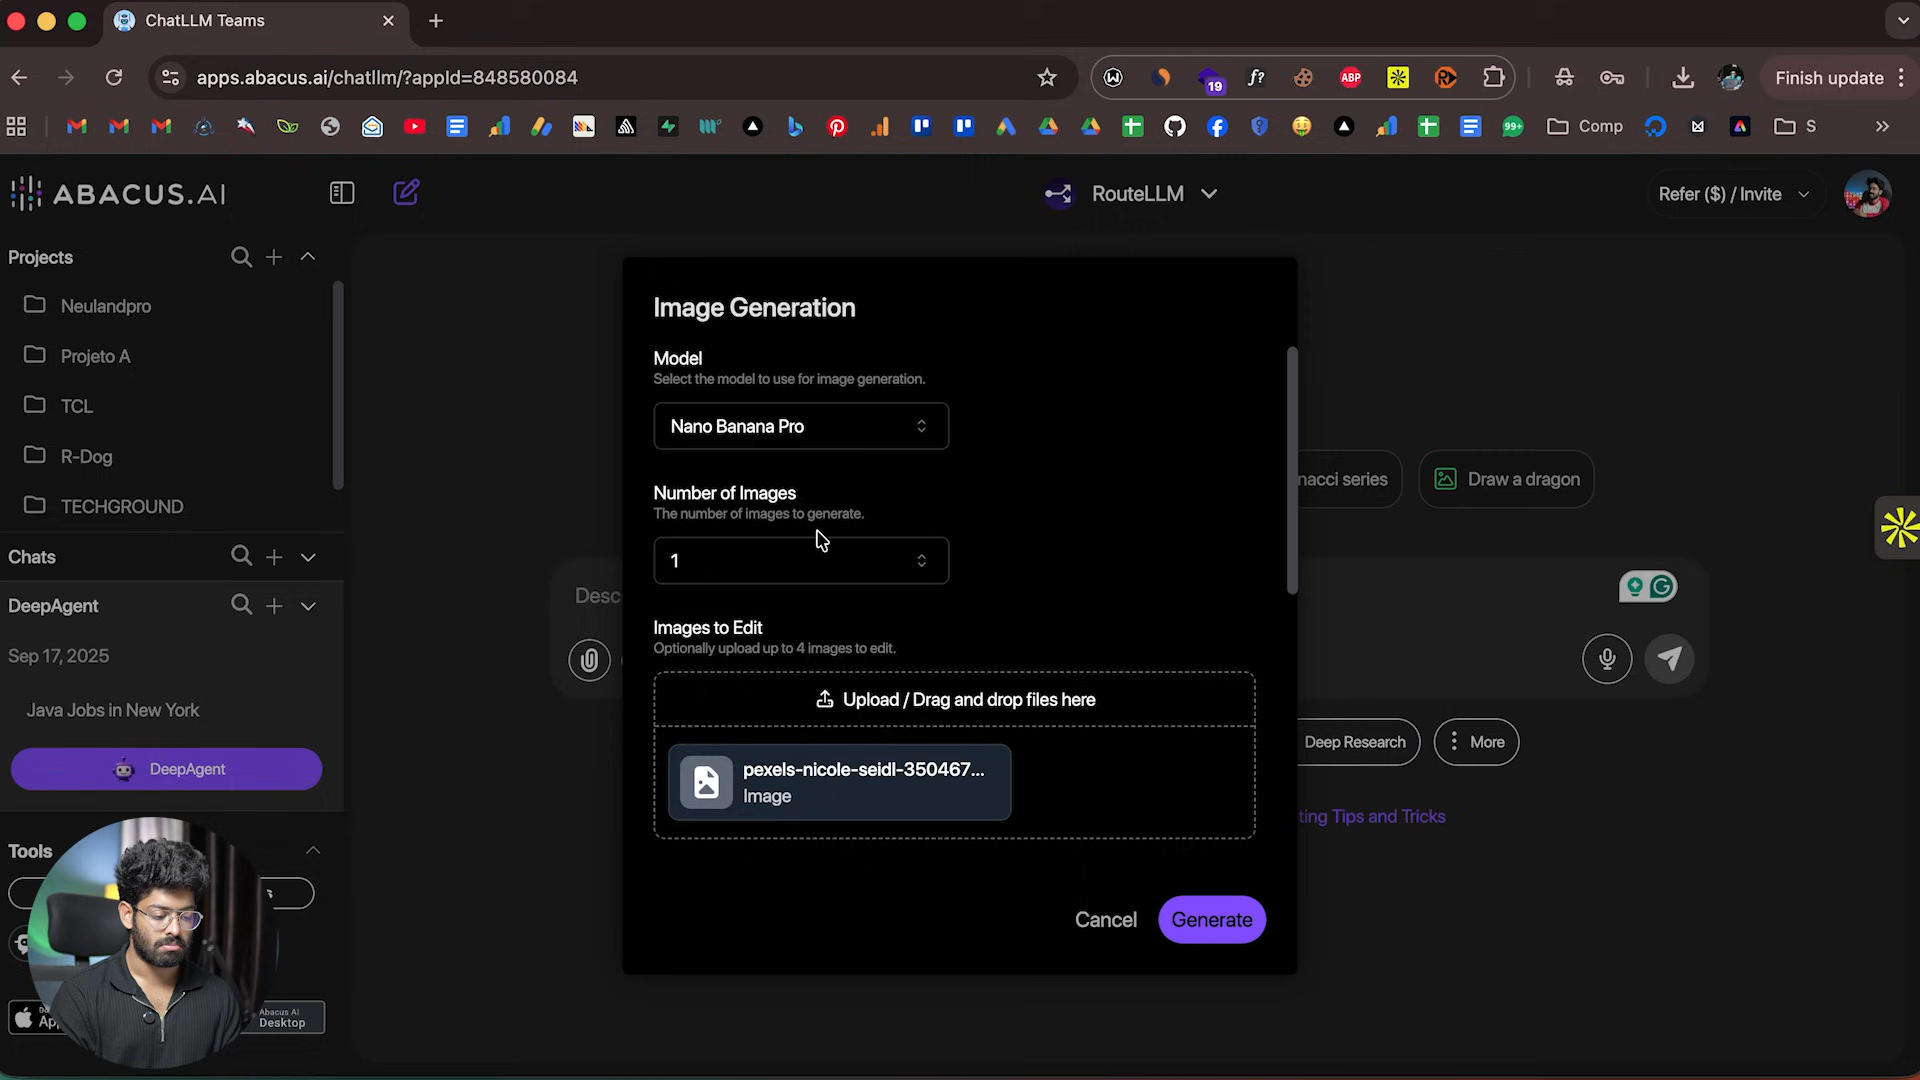 ChatLLM Teams
apps.abacus.ai/chatllm/?appId=848580084
19
f?
ABP
Finish update
99+
Comp
S
ABACUS.AI
RouteLLM
Refer ($) / Invite
Projects
Neulandpro
Projeto A
TCL
R-Dog
TECHGROUND
Chats
DeepAgent
Sep 17, 2025
Java Jobs in New York
DeepAgent
Tools
Abacus AI
Desktop
Image Generation
Model
Select the model to use for image generation.
Nano Banana Pro
Number of Images
The number of images to generate.
1
Images to Edit
Optionally upload up to 4 images to edit.
Upload / Drag and drop files here
pexels-nicole-seidl-350467...
Image
Cancel
Generate
nacci series
Draw a dragon
Desc
Deep Research
More
ting Tips and Tricks